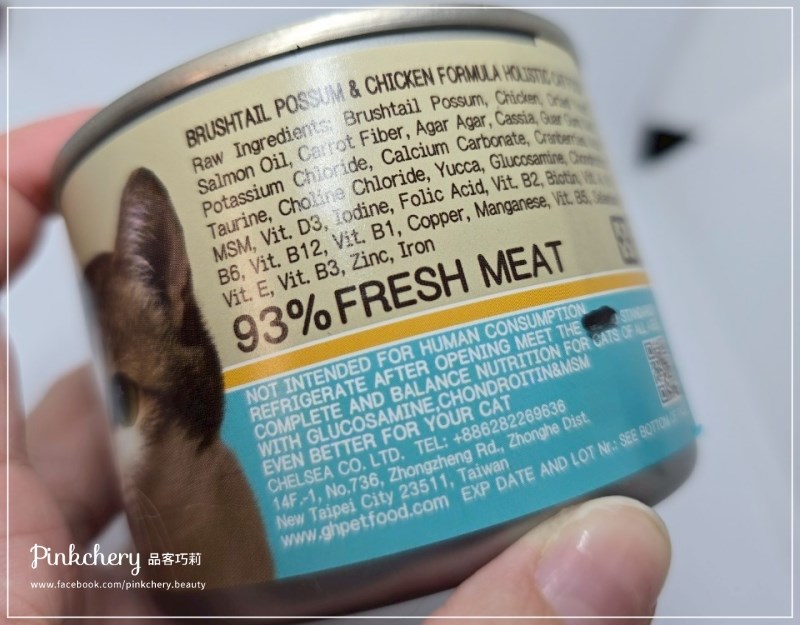 BRUSHTAIL POSSUM & CHICKEN FORMULA HOLISTIC
Raw Ingredients: Brushtail Possum, Chicken, Dried
Salmon Oil, Carrot Fiber, Agar Agar, Cassia, Guar Gum
Potassium Chloride, Calcium Carbonate, Cranberries
Taurine, Choline Chloride, Yucca, Glucosamine,
MSM, Vit. D3, Iodine, Folic Acid, Vit. B2, Biotin,
B6, Vit. B12, Vit. B1, Copper, Manganese, Vit. B5,
Vit. E, Vit. B3, Zinc, Iron
93% FRESH MEAT
NOT INTENDED FOR HUMAN CONSUMPTION
REFRIGERATE AFTER OPENING MEET THE
COMPLETE AND BALANCE NUTRITION FOR CATS OF ALL
WITH GLUCOSAMINE,CHONDROITIN&MSM
EVEN BETTER FOR YOUR CAT
CHELSEA CO. LTD. TEL: +886282269636
14F.-1, No.736, Zhongzheng Rd., Zhonghe Dist.
New Taipei City 23511, Taiwan
www.ghpetfood.com EXP DATE AND LOT Nr.: SEE BOTTOM
Pinkchery 品客巧莉
www.facebook.com/pinkchery.beauty